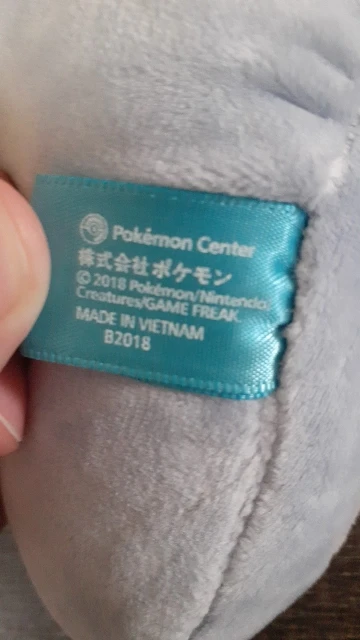 Pokémon Center
株式会社ポケモン
© 2018 Pokémon/Nintendo
Creatures/GAME FREAK
MADE IN VIETNAM
B2018